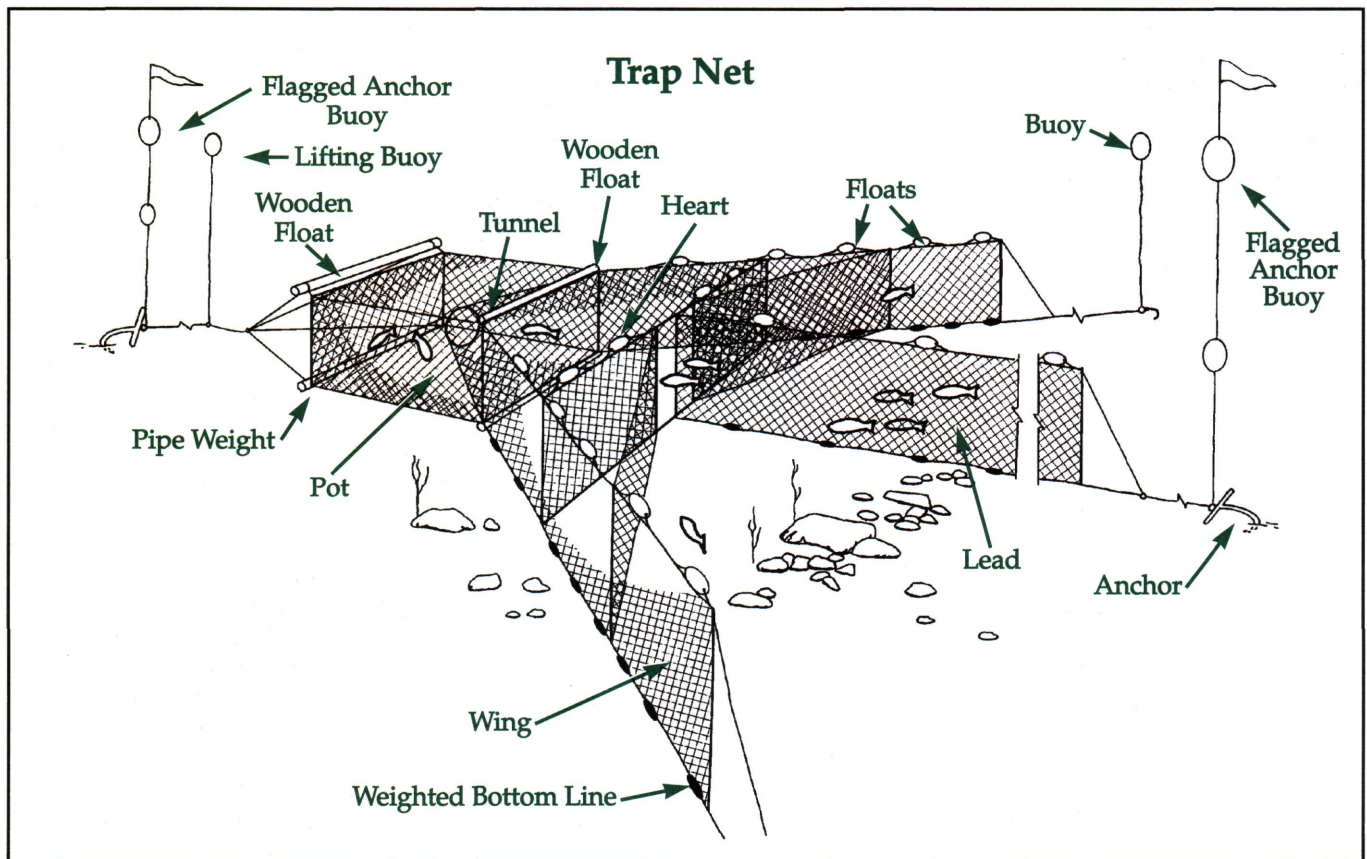 Trap Net
Flagged Anchor
Buoy
Lifting Buoy
Wooden
Float
Tunnel
Wooden
Float
Heart
Floats
Buoy
Flagged
Anchor
Buoy
Pipe Weight
Pot
Lead
Anchor
Wing
Weighted Bottom Line